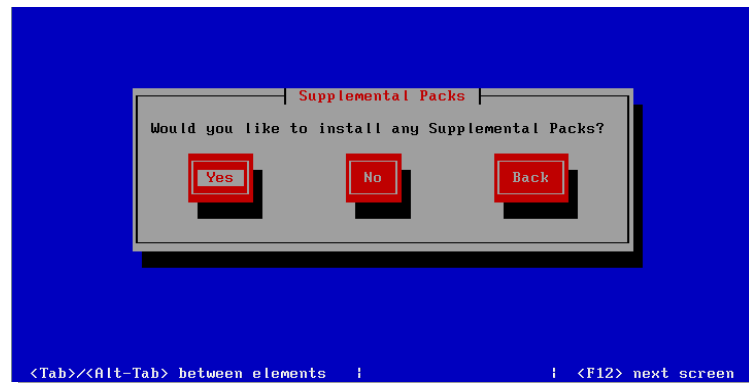 Supplemental Packs
Would you like to install any Supplemental Packs?
Yes No Back
<Tab>/<Alt-Tab> between elements | | <F12> next screen